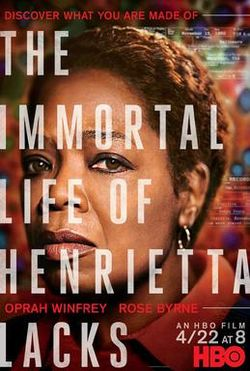 DISCOVER WHAT YOU ARE MADE OF
THE
IMMORTAL
LIFE OF
HENRIETTA
OPRAH WINFREY ROSE BYRNE
LACKS
AN HBO FILM
4/22 AT 8
HBO